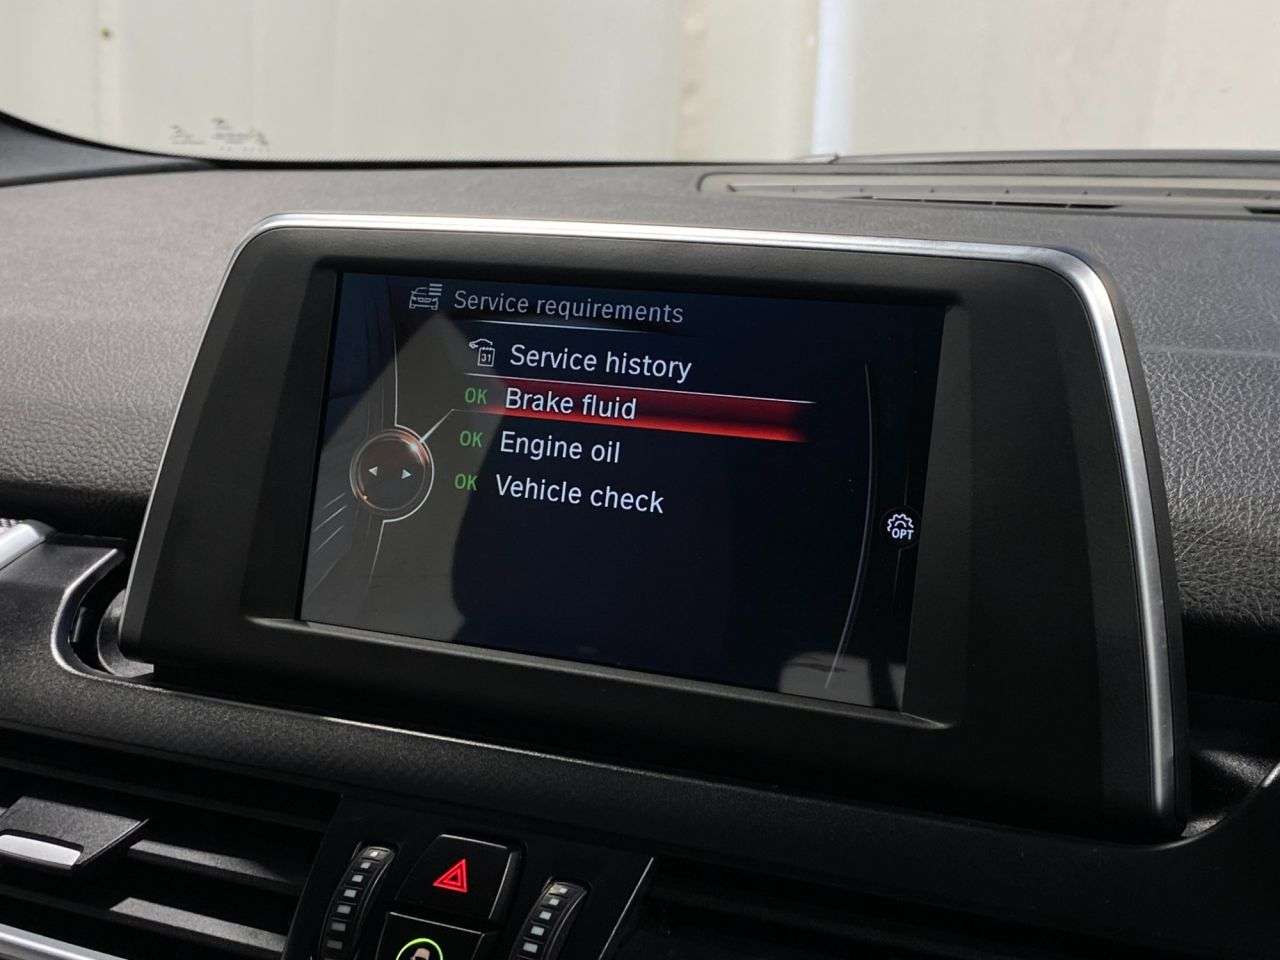 Service requirements
31 Service history
OK Brake fluid
OK Engine oil
OK Vehicle check
OPT